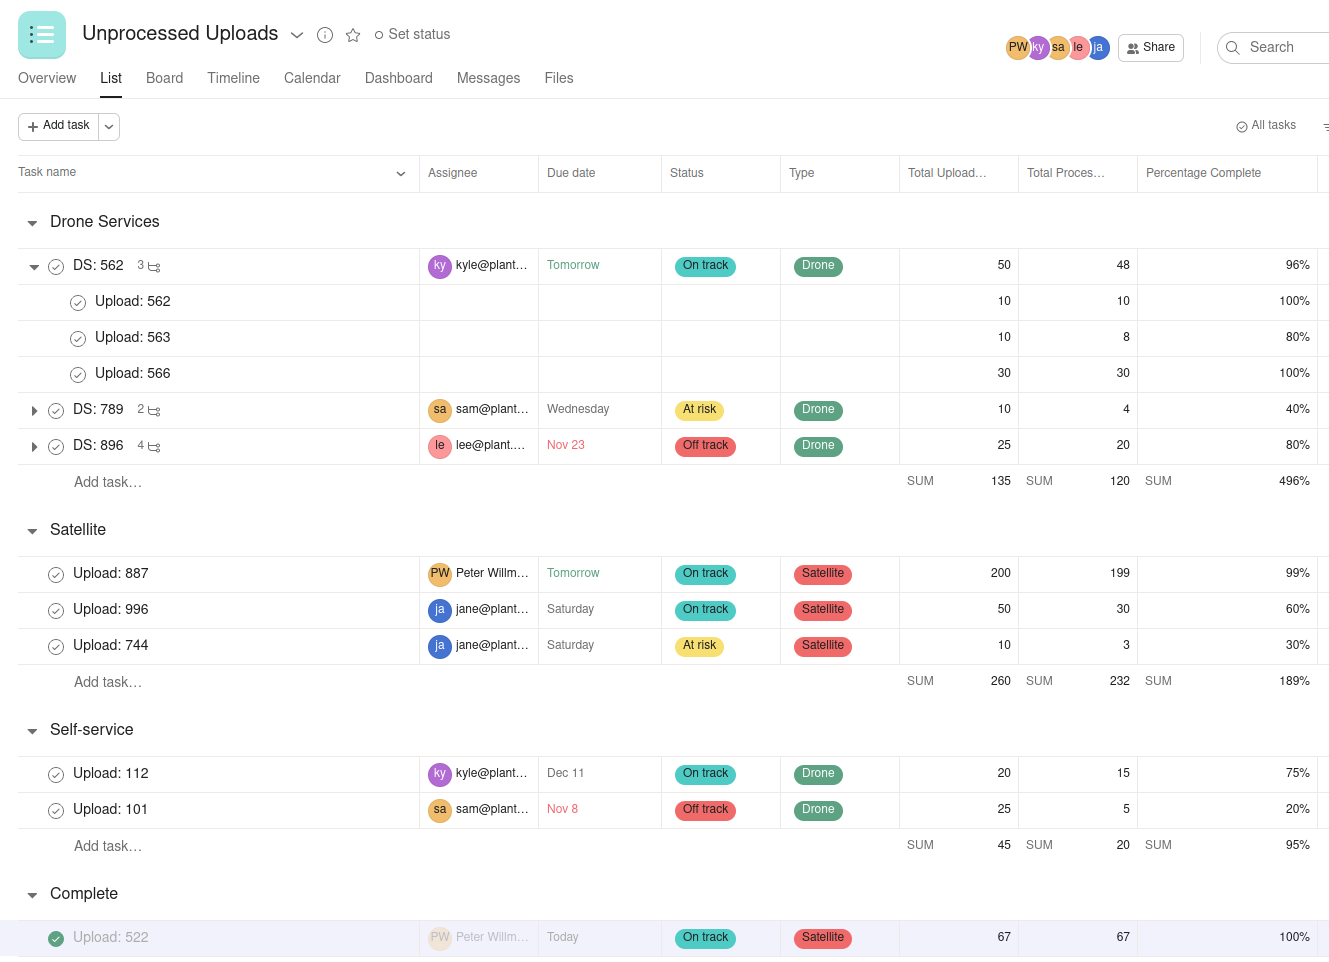 Unprocessed Uploads
Set status
PW ky sa le ja
Share
Search
Overview List Board Timeline Calendar Dashboard Messages Files
+ Add task
All tasks
Task name Assignee Due date Status Type Total Upload… Total Proces… Percentage Complete
Drone Services
DS: 562 3 ky kyle@plant… Tomorrow On track Drone 50 48 96%
Upload: 562 10 10 100%
Upload: 563 10 8 80%
Upload: 566 30 30 100%
DS: 789 2 sa sam@plant… Wednesday At risk Drone 10 4 40%
DS: 896 4 le lee@plant.… Nov 23 Off track Drone 25 20 80%
Add task… SUM 135 SUM 120 SUM 496%
Satellite
Upload: 887 PW Peter Willm… Tomorrow On track Satellite 200 199 99%
Upload: 996 ja jane@plant… Saturday On track Satellite 50 30 60%
Upload: 744 ja jane@plant… Saturday At risk Satellite 10 3 30%
Add task… SUM 260 SUM 232 SUM 189%
Self-service
Upload: 112 ky kyle@plant… Dec 11 On track Drone 20 15 75%
Upload: 101 sa sam@plant… Nov 8 Off track Drone 25 5 20%
Add task… SUM 45 SUM 20 SUM 95%
Complete
Upload: 522 PW Peter Willm… Today On track Satellite 67 67 100%